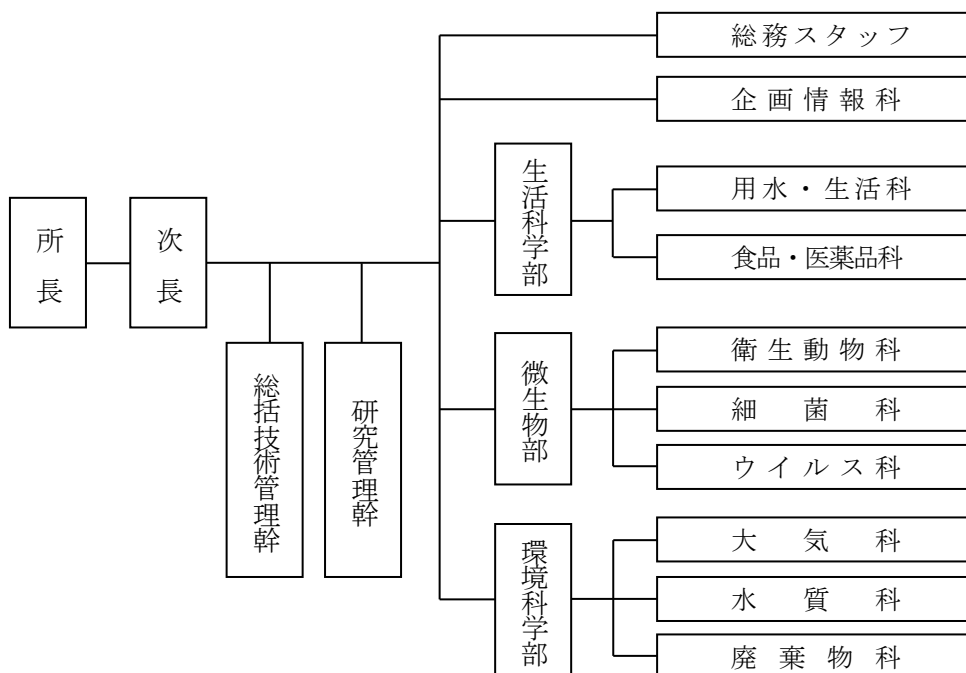 所長
次長
総括技術管理幹
研究管理幹
総務スタッフ
企画情報科
生活科学部
用水・生活科
食品・医薬品科
微生物部
衛生動物科
細菌科
ウイルス科
環境科学部
大気科
水質科
廃棄物科